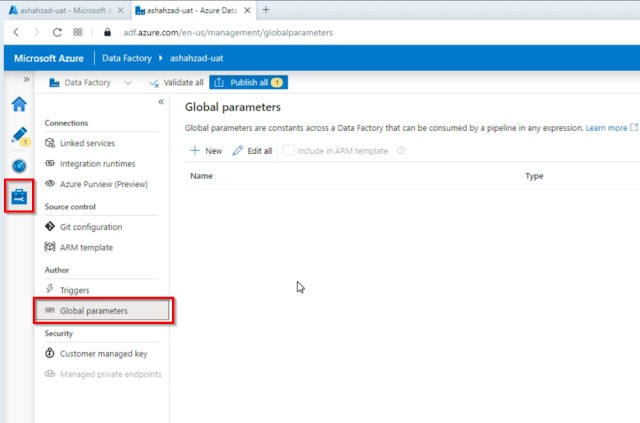 ashahzad-uat - Microsoft A
ashahzad-uat - Azure Data
adf.azure.com/en-us/management/globalparameters
Microsoft Azure
Data Factory
ashahzad-uat
Data Factory
Validate all
Publish all 1
1
Connections
Linked services
Integration runtimes
Azure Purview (Preview)
Source control
Git configuration
ARM template
Author
Triggers
Global parameters
Security
Customer managed key
Managed private endpoints
Global parameters
Global parameters are constants across a Data Factory that can be consumed by a pipeline in any expression. Learn more
New
Edit all
Include in ARM template
Name
Type